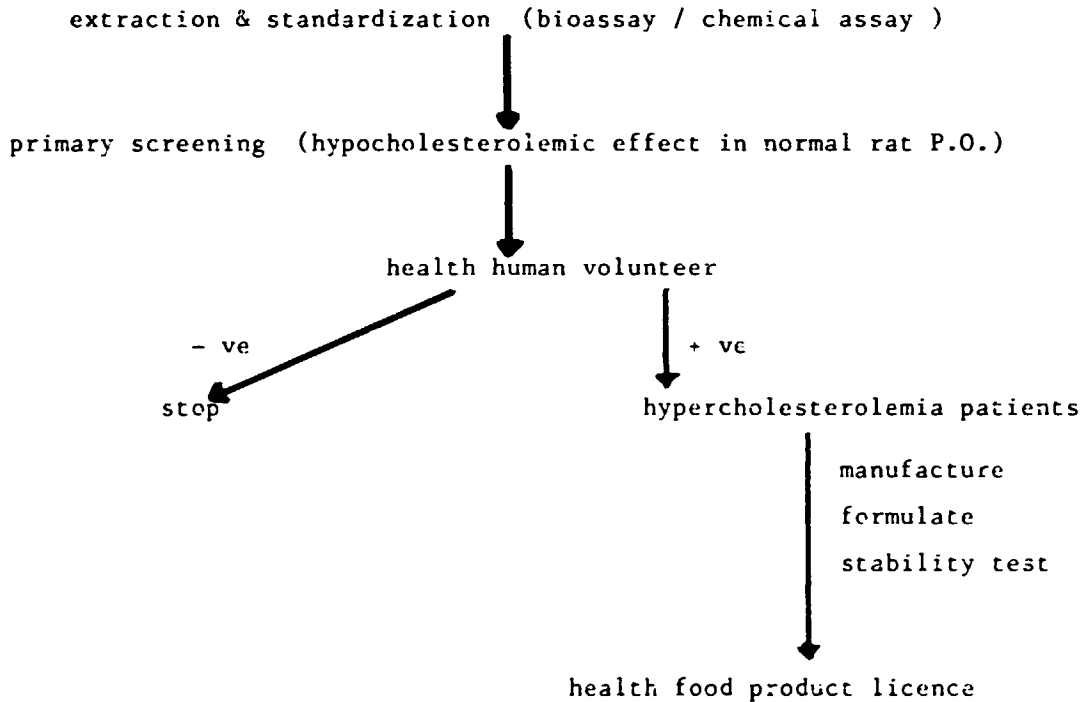 extraction & standardization (bioassay / chemical assay )
primary screening (hypocholesterolemic effect in normal rat P.O.)
health human volunteer
- ve
+ ve
stop
hypercholesterolemia patients
manufacture
formulate
stability test
health food product licence